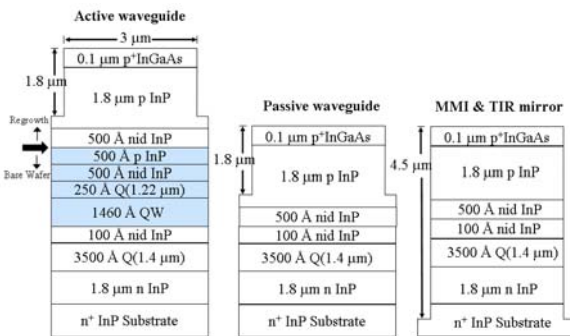 Active waveguide
3 μm
0.1 μm p⁺InGaAs
1.8 μm
1.8 μm p InP
Regrowth
Base Wafer
500 Å nid InP
500 Å p InP
500 Å nid InP
250 Å Q(1.22 μm)
1460 Å QW
100 Å nid InP
3500 Å Q(1.4 μm)
1.8 μm n InP
n⁺ InP Substrate
Passive waveguide
0.1 μm p⁺InGaAs
1.8 μm
1.8 μm p InP
500 Å nid InP
100 Å nid InP
3500 Å Q(1.4 μm)
1.8 μm n InP
n⁺ InP Substrate
MMI & TIR mirror
0.1 μm p⁺InGaAs
4.5 μm
1.8 μm p InP
500 Å nid InP
100 Å nid InP
3500 Å Q(1.4 μm)
1.8 μm n InP
n⁺ InP Substrate